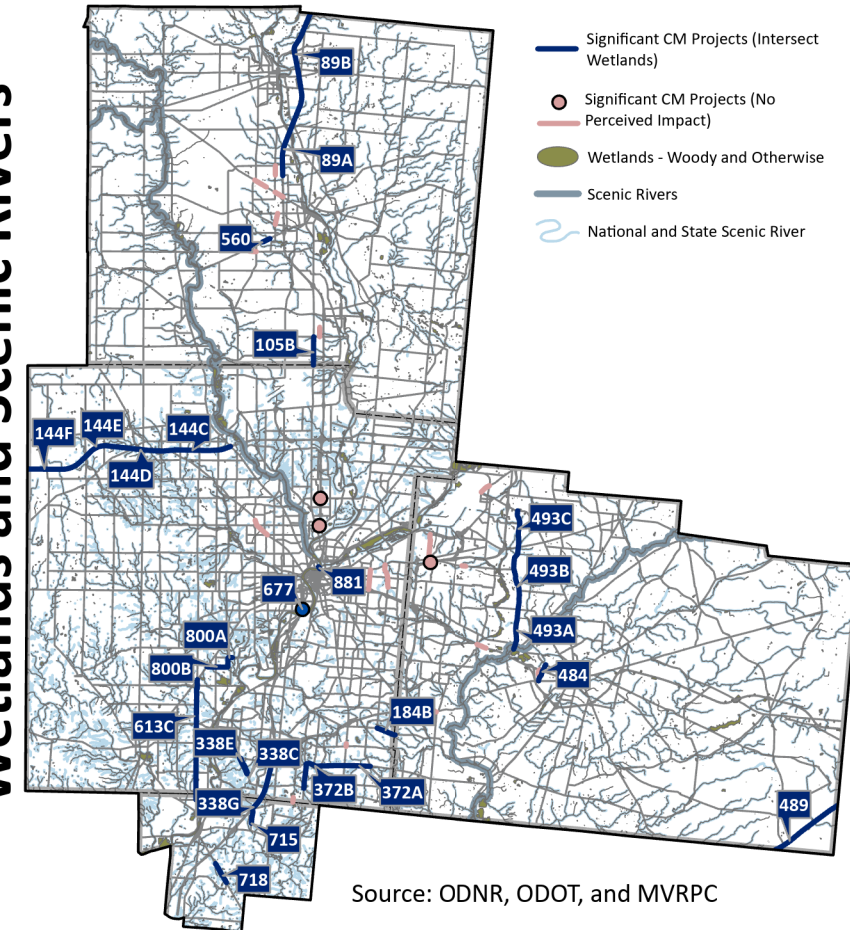 Wetlands and Scenic Rivers
Significant CM Projects (Intersect
Wetlands)
Significant CM Projects (No
Perceived Impact)
Wetlands - Woody and Otherwise
Scenic Rivers
National and State Scenic River
89B
89A
560
105B
144F
144E
144C
144D
493C
493B
493A
881
677
800A
800B
484
184B
613C
338E
338C
372B
372A
338G
489
715
718
Source: ODNR, ODOT, and MVRPC